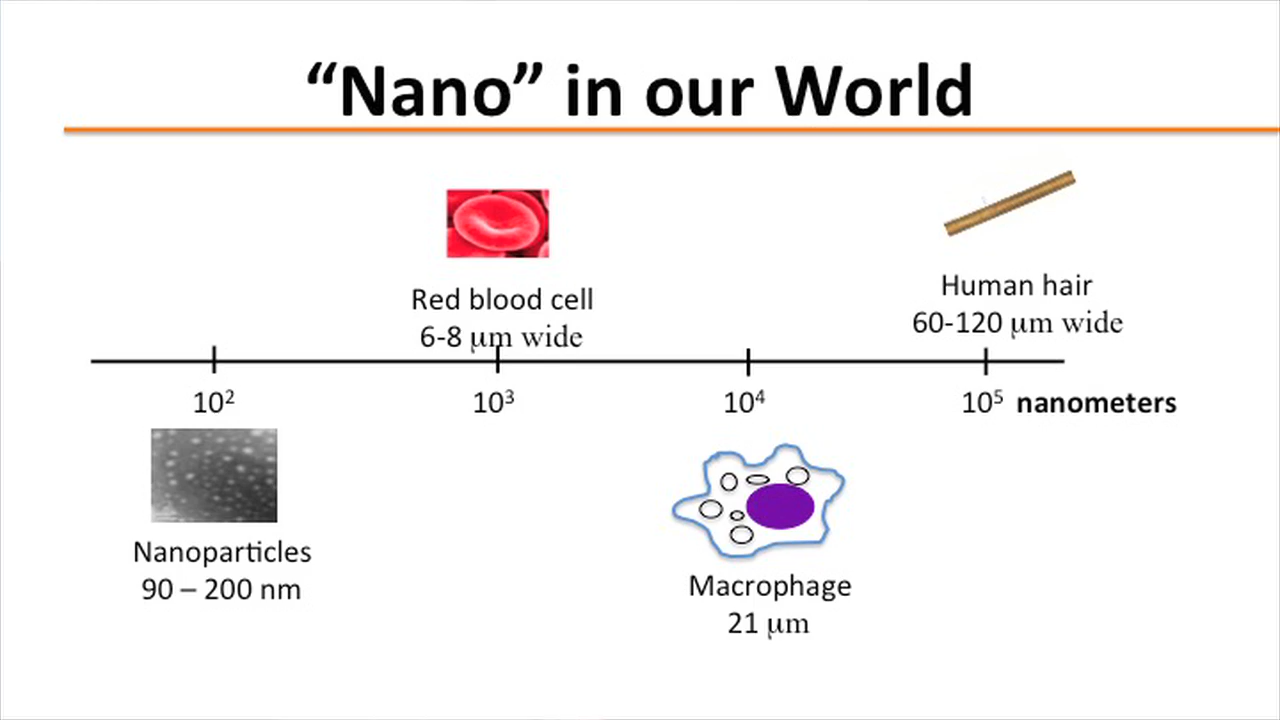 “Nano” in our World
Red blood cell
6-8 μm wide
Human hair
60-120 μm wide
10² 10³ 10⁴ 10⁵ nanometers
Nanoparticles
90 – 200 nm
Macrophage
21 μm